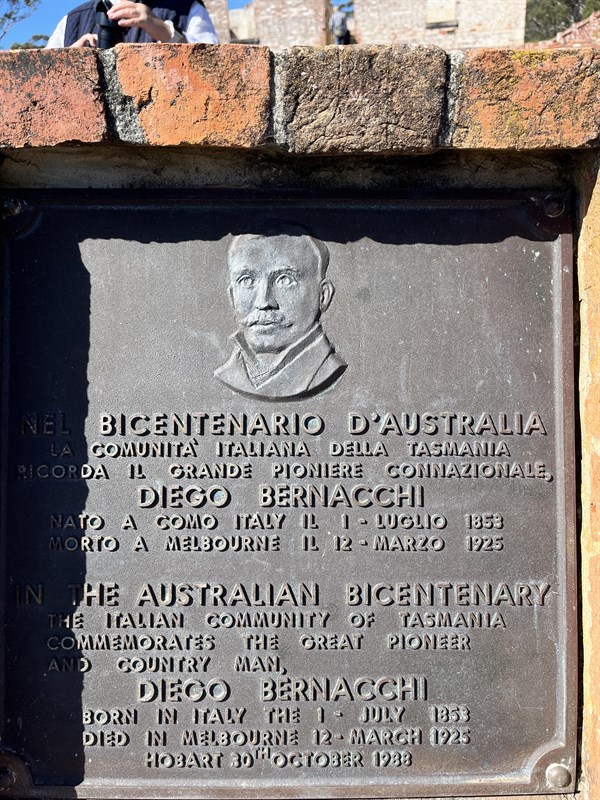 NEL BICENTENARIO D'AUSTRALIA
LA COMUNITÀ ITALIANA DELLA TASMANIA
RICORDA IL GRANDE PIONIERE CONNAZIONALE,
DIEGO BERNACCHI
NATO A COMO ITALY IL 1 - LUGLIO 1853
MORTO A MELBOURNE IL 12 - MARZO 1925
IN THE AUSTRALIAN BICENTENARY
THE ITALIAN COMMUNITY OF TASMANIA
COMMEMORATES THE GREAT PIONEER
AND COUNTRY MAN,
DIEGO BERNACCHI
BORN IN ITALY THE 1 - JULY 1853
DIED IN MELBOURNE 12 - MARCH 1925
HOBART 30TH OCTOBER 1988